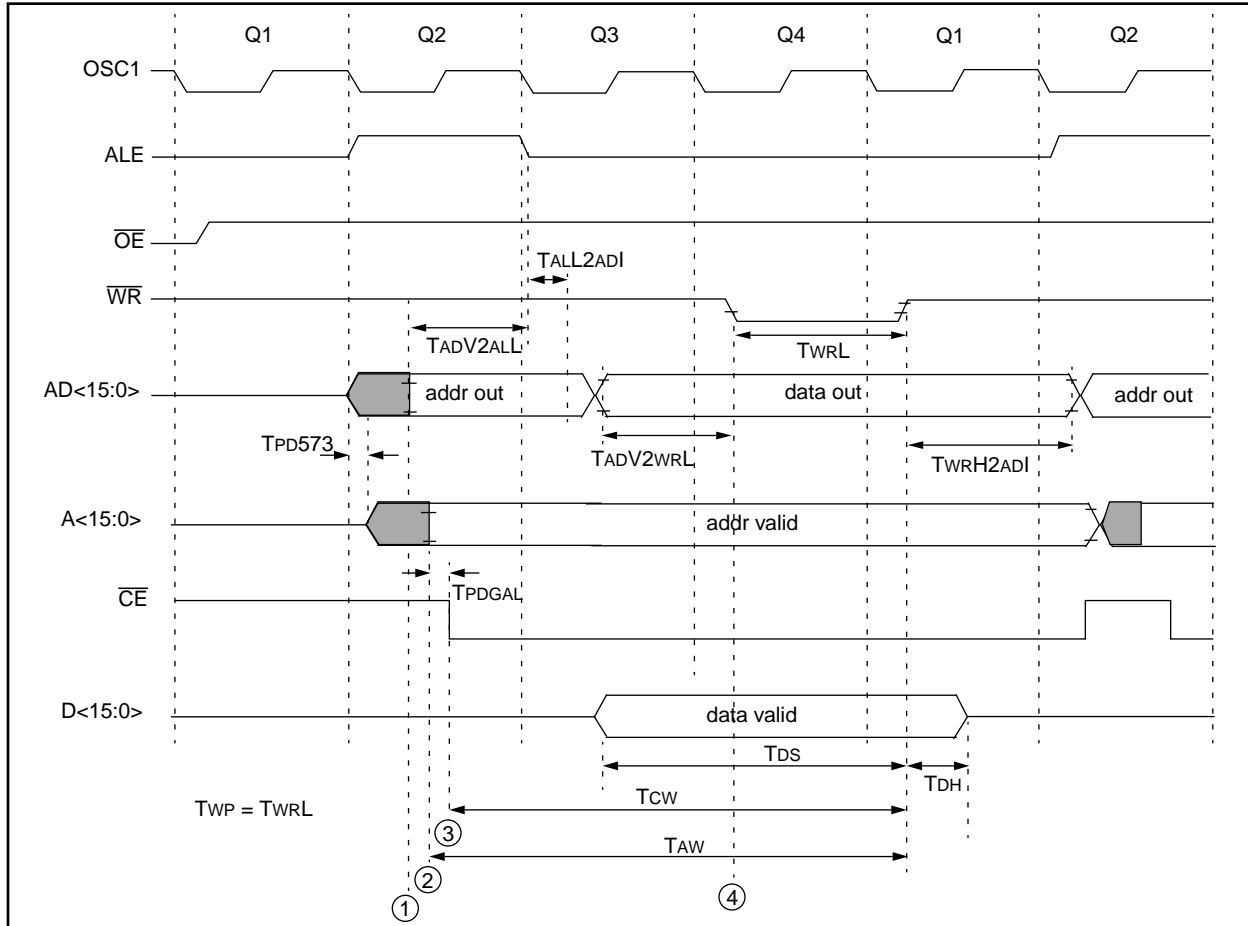 Q1 Q2 Q3 Q4 Q1 Q2
OSC1
ALE
OE
TALL2ADI
WR
TADV2ALL
TWRL
AD<15:0>
addr out
data out
addr out
TPD573
TADV2WRL
TWRH2ADI
A<15:0>
addr valid
TPDGAL
CE
D<15:0>
data valid
TDS
TDH
TWP = TWRL
TCW
3
TAW
2
1
4